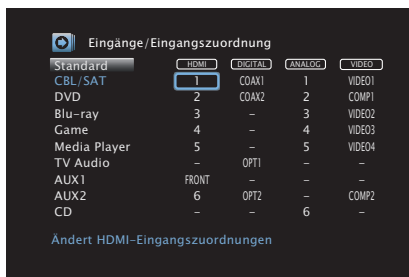 Eingänge/Eingangszuordnung
Standard HDMI DIGITAL ANALOG VIDEO
CBL/SAT 1 COAX1 1 VIDEO1
DVD 2 COAX2 2 COMP1
Blu-ray 3 – 3 VIDEO2
Game 4 – 4 VIDEO3
Media Player 5 – 5 VIDEO4
TV Audio – OPT1 – –
AUX1 FRONT – – –
AUX2 6 OPT2 – COMP2
CD – – 6 –
Ändert HDMI-Eingangszuordnungen